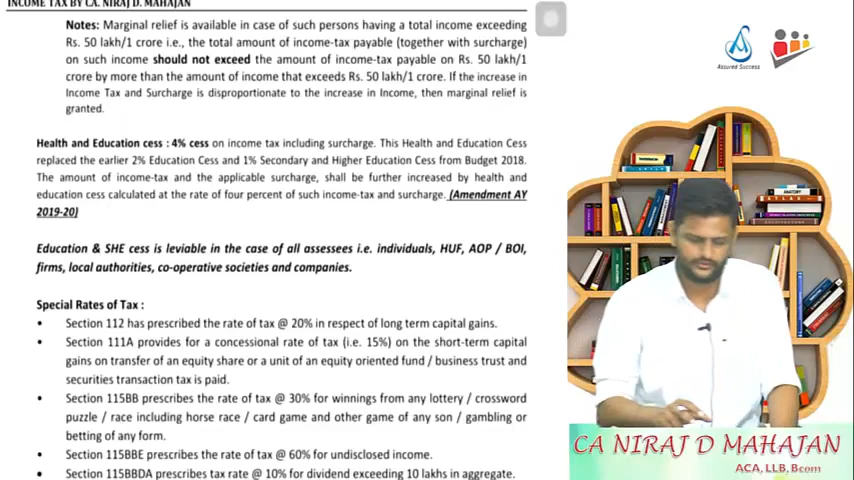 INCOME TAX BY CA. NIRAJ D. MAHAJAN
Notes: Marginal relief is available in case of such persons having a total income exceeding
Rs. 50 lakh/1 crore i.e., the total amount of income-tax payable (together with surcharge)
on such income should not exceed the amount of income-tax payable on Rs. 50 lakh/1
crore by more than the amount of income that exceeds Rs. 50 lakh/1 crore. If the increase in
Income Tax and Surcharge is disproportionate to the increase in Income, then marginal relief is
granted.
Health and Education cess : 4% cess on income tax including surcharge. This Health and Education Cess
replaced the earlier 2% Education Cess and 1% Secondary and Higher Education Cess from Budget 2018.
The amount of income-tax and the applicable surcharge, shall be further increased by health and
education cess calculated at the rate of four percent of such income-tax and surcharge. (Amendment AY
2019-20)
Education & SHE cess is leviable in the case of all assessees i.e. individuals, HUF, AOP / BOI,
firms, local authorities, co-operative societies and companies.
Special Rates of Tax :
• Section 112 has prescribed the rate of tax @ 20% in respect of long term capital gains.
• Section 111A provides for a concessional rate of tax (i.e. 15%) on the short-term capital
gains on transfer of an equity share or a unit of an equity oriented fund / business trust and
securities transaction tax is paid.
• Section 115BB prescribes the rate of tax @ 30% for winnings from any lottery / crossword
puzzle / race including horse race / card game and other game of any son / gambling or
betting of any form.
• Section 115BBE prescribes the rate of tax @ 60% for undisclosed income.
• Section 115BBDA prescribes tax rate @ 10% for dividend exceeding 10 lakhs in aggregate.
Assured Success
ANATOMY
ATLAS
CA NIRAJ D MAHAJAN
ACA, LLB, Bcom